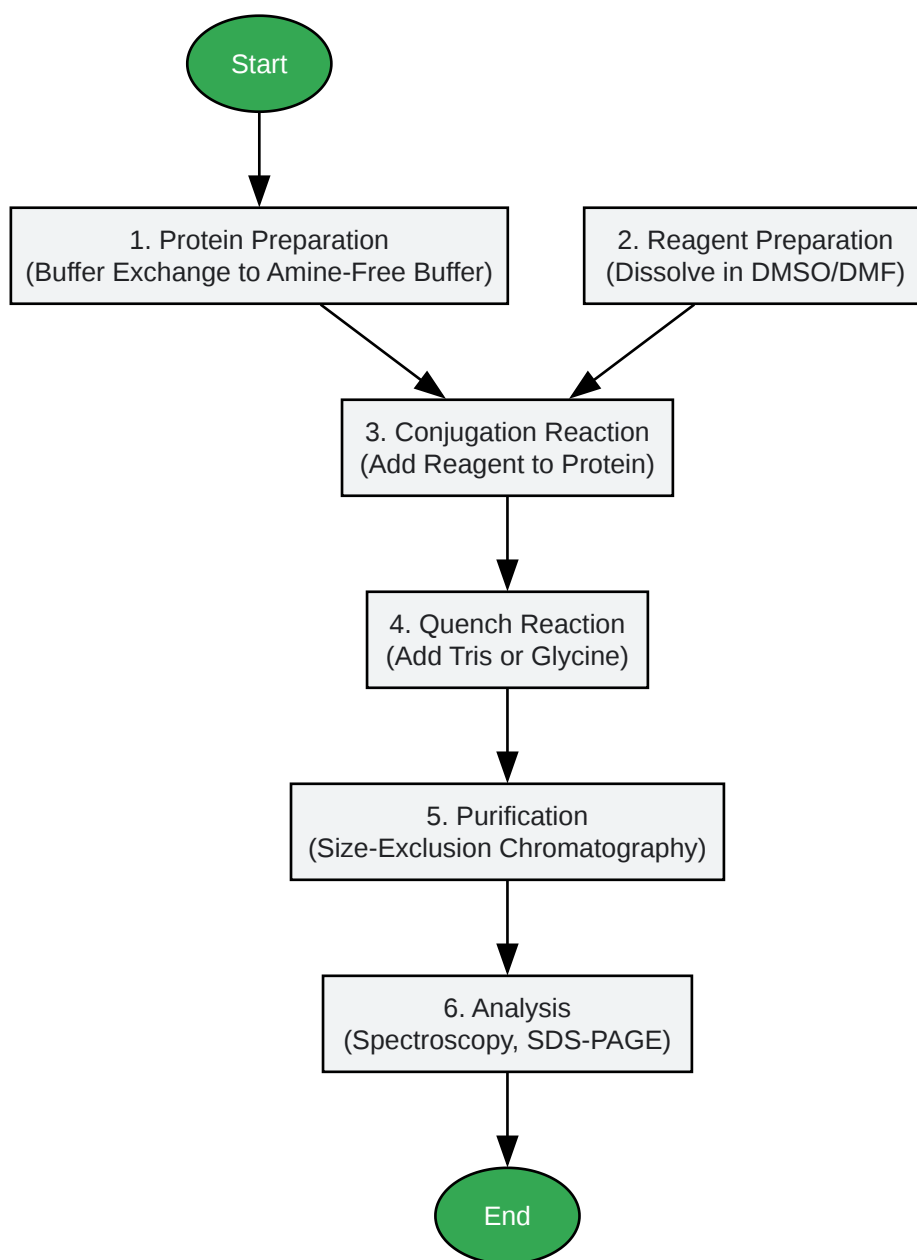 Start
1. Protein Preparation
(Buffer Exchange to Amine-Free Buffer)
2. Reagent Preparation
(Dissolve in DMSO/DMF)
3. Conjugation Reaction
(Add Reagent to Protein)
4. Quench Reaction
(Add Tris or Glycine)
5. Purification
(Size-Exclusion Chromatography)
6. Analysis
(Spectroscopy, SDS-PAGE)
End